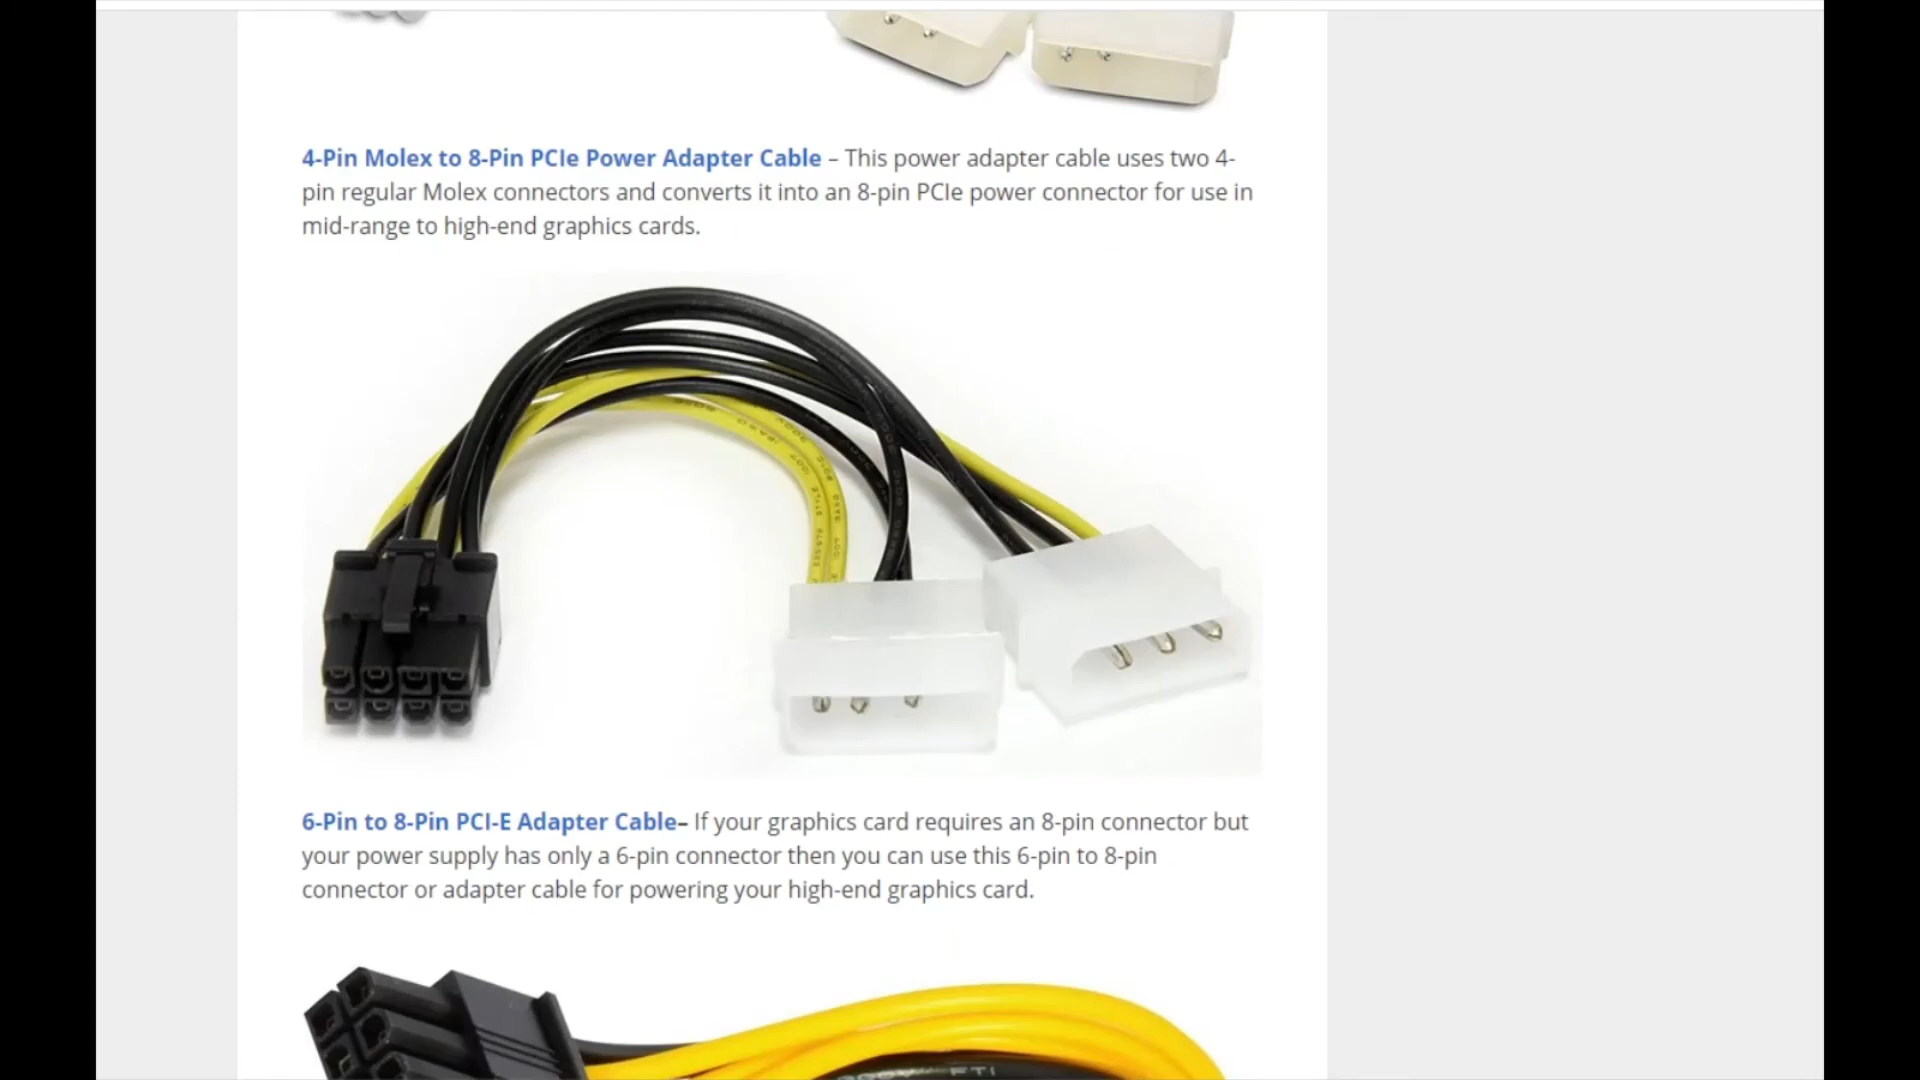 4-Pin Molex to 8-Pin PCIe Power Adapter Cable – This power adapter cable uses two 4-
pin regular Molex connectors and converts it into an 8-pin PCIe power connector for use in
mid-range to high-end graphics cards.
6-Pin to 8-Pin PCI-E Adapter Cable– If your graphics card requires an 8-pin connector but
your power supply has only a 6-pin connector then you can use this 6-pin to 8-pin
connector or adapter cable for powering your high-end graphics card.